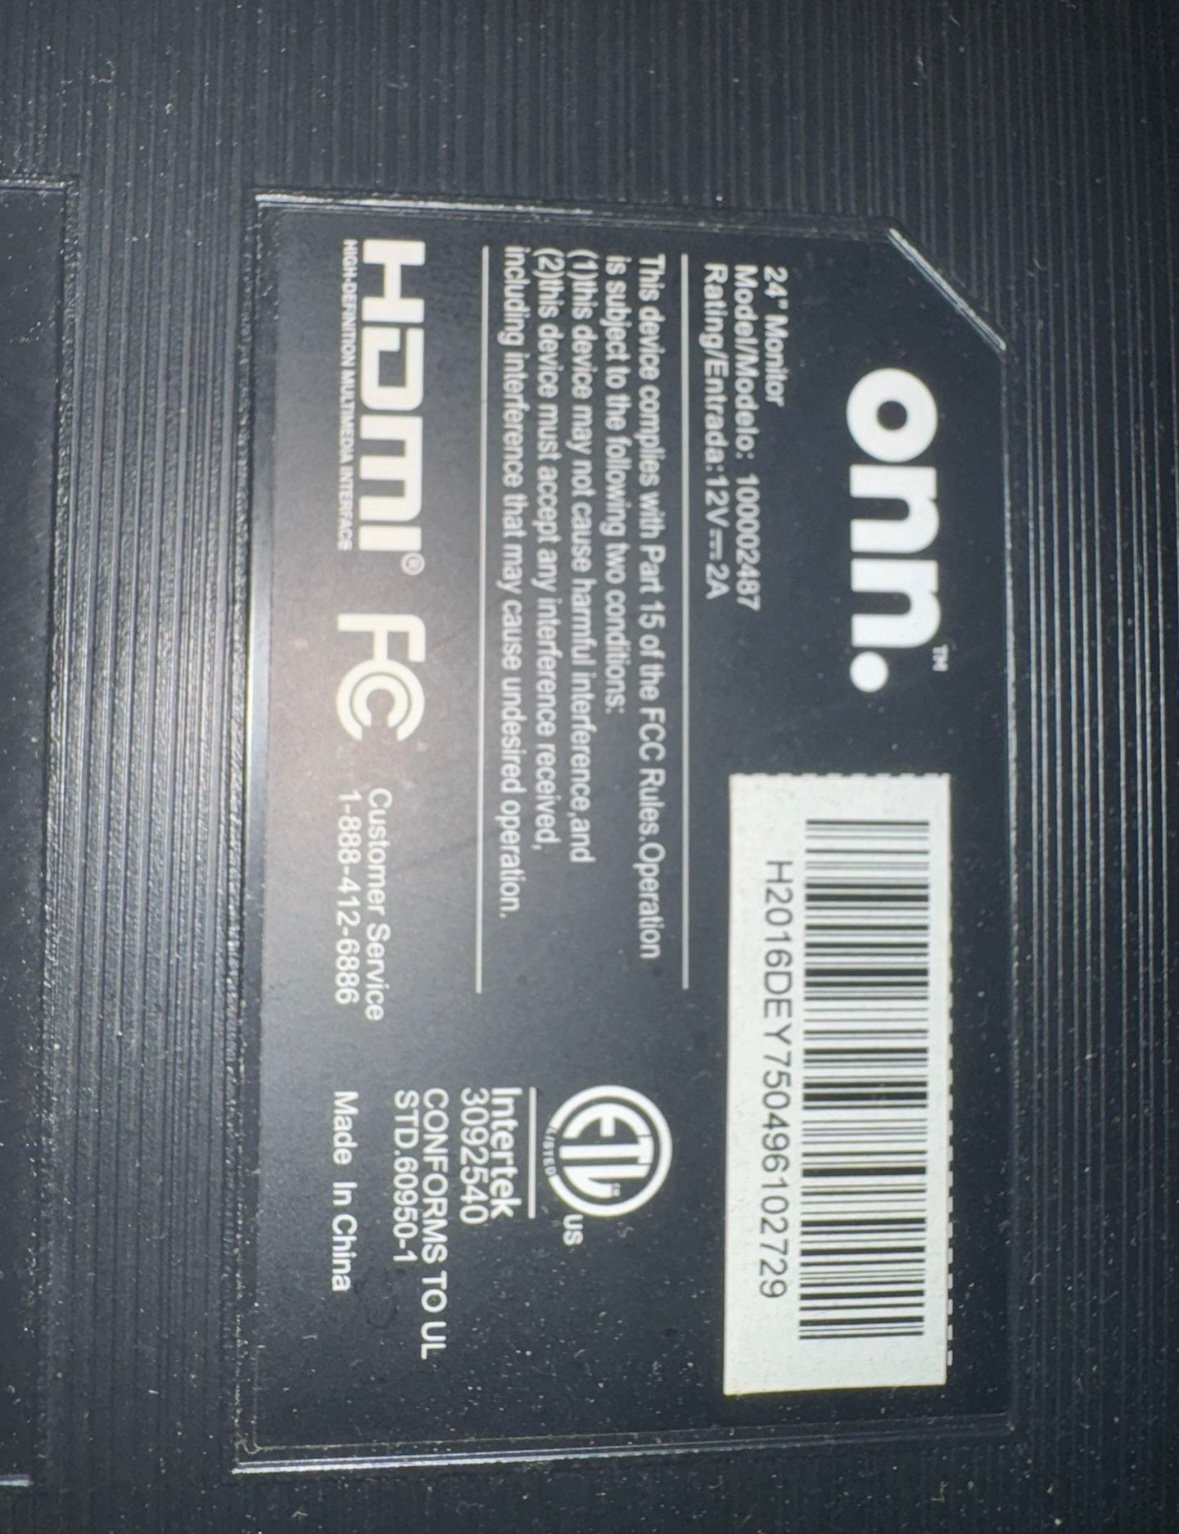 onn.™
H2016DEY750496102729
24" Monitor
Model/Modelo: 100002487
Rating/Entrada:12V⎓2A
This device complies with Part 15 of the FCC Rules.Operation
is subject to the following two conditions:
(1)this device may not cause harmful interference,and
(2)this device must accept any interference received,
including interference that may cause undesired operation.
ETL
LISTED
US
Intertek
3092540
CONFORMS TO UL
STD.60950-1
HDMI®
HIGH-DEFINITION MULTIMEDIA INTERFACE
FC
Customer Service
1-888-412-6886
Made In China